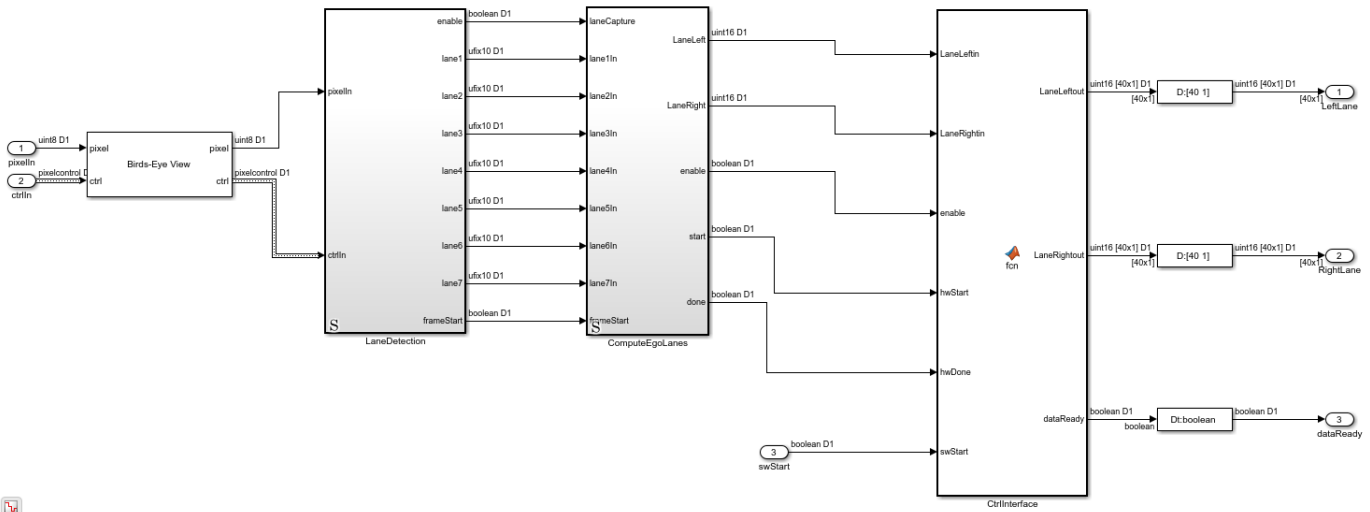 1
pixelIn
uint8 D1
2
ctrlIn
pixelcontrol D
pixel
ctrl
Birds-Eye View
pixel
ctrl
uint8 D1
pixelcontrol D1
pixelIn
ctrlIn
enable
lane1
lane2
lane3
lane4
lane5
lane6
lane7
frameStart
S
LaneDetection
boolean D1
ufix10 D1
ufix10 D1
ufix10 D1
ufix10 D1
ufix10 D1
ufix10 D1
ufix10 D1
boolean D1
laneCapture
lane1In
lane2In
lane3In
lane4In
lane5In
lane6In
lane7In
frameStart
S
LaneLeft
LaneRight
enable
start
done
ComputeEgoLanes
uint16 D1
uint16 D1
boolean D1
boolean D1
boolean D1
3
swStart
boolean D1
LaneLeftin
LaneRightin
enable
hwStart
hwDone
swStart
fcn
LaneLeftout
LaneRightout
dataReady
CtrlInterface
uint16 [40x1] D1
[40x1]
D:[40 1]
uint16 [40x1] D1
[40x1]
1
LeftLane
uint16 [40x1] D1
[40x1]
D:[40 1]
uint16 [40x1] D1
[40x1]
2
RightLane
boolean D1
boolean
Dt:boolean
boolean D1
3
dataReady